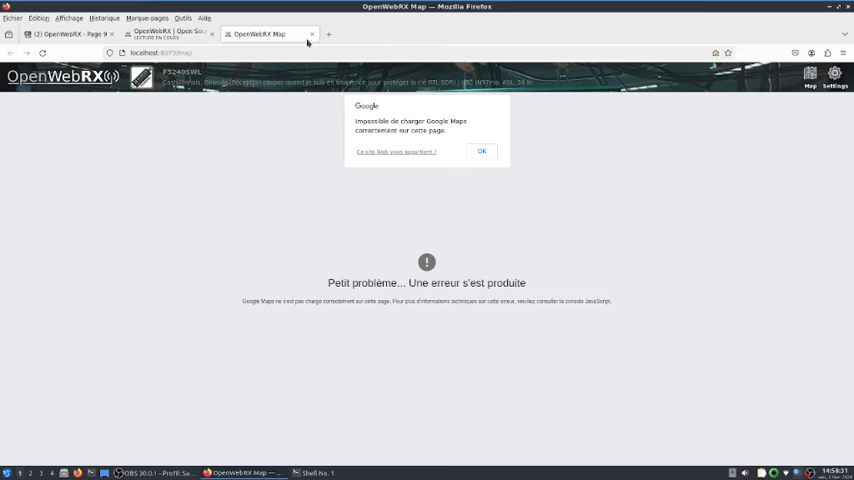 OpenWebRX Map — Mozilla Firefox
Fichier Édition Affichage Historique Marque-pages Outils Aide
(2) OpenWebRX - Page 9
OpenWebRX | Open Sou
LECTURE EN COURS
OpenWebRX Map
localhost:8073/map
OpenWebRX
F5240SWL
Map
Settings
Google
Impossible de charger Google Maps
correctement sur cette page.
Ce site Web vous appartient ?
OK
Petit problème... Une erreur s'est produite
Google Maps ne s'est pas chargé correctement sur cette page. Pour plus d'informations techniques sur cette erreur, veuillez consulter la console JavaScript.
1 2 3 4
OBS 30.0.1 - Profil: Sa...
OpenWebRX Map — ...
Shell No. 1
14:58:31